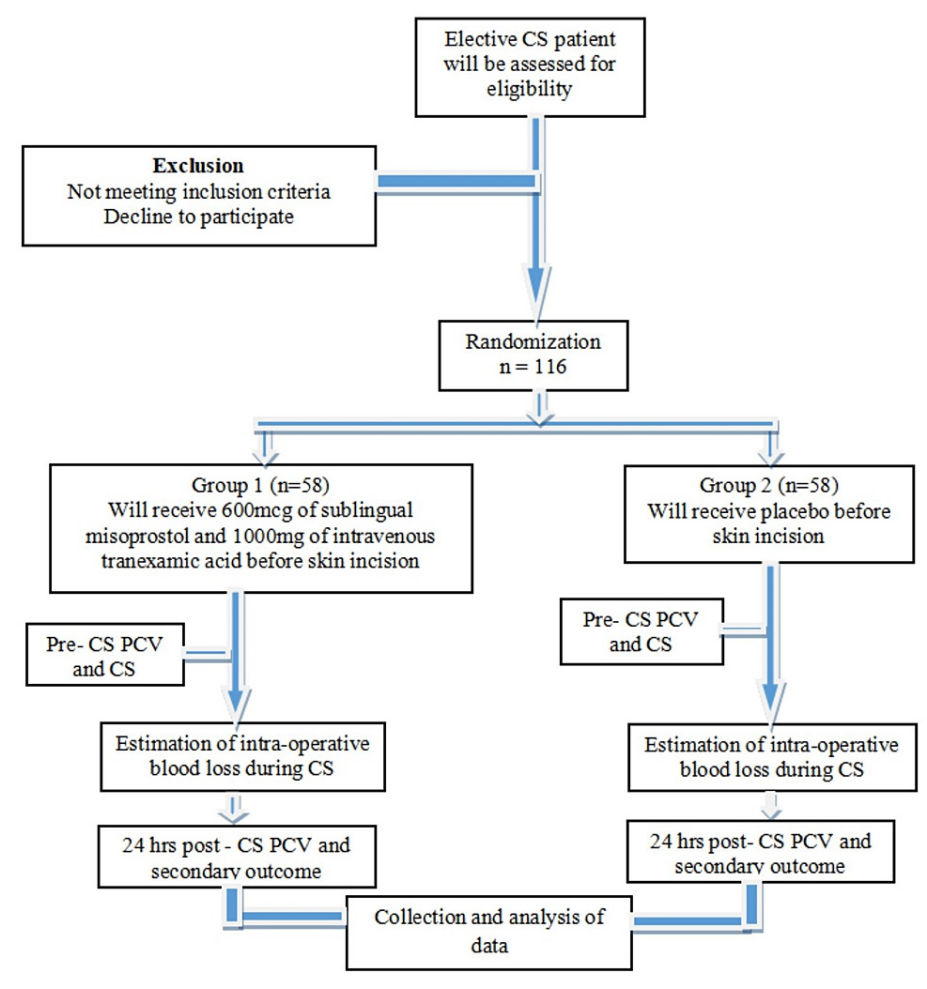 Elective CS patient
will be assessed for
eligibility
Exclusion
Not meeting inclusion criteria
Decline to participate
Randomization
n = 116
Group 1 (n=58)
Will receive 600mcg of sublingual
misoprostol and 1000mg of intravenous
tranexamic acid before skin incision
Group 2 (n=58)
Will receive placebo before
skin incision
Pre- CS PCV
and CS
Pre- CS PCV
and CS
Estimation of intra-operative
blood loss during CS
Estimation of intra-operative
blood loss during CS
24 hrs post - CS PCV and
secondary outcome
24 hrs post- CS PCV and
secondary outcome
Collection and analysis of
data